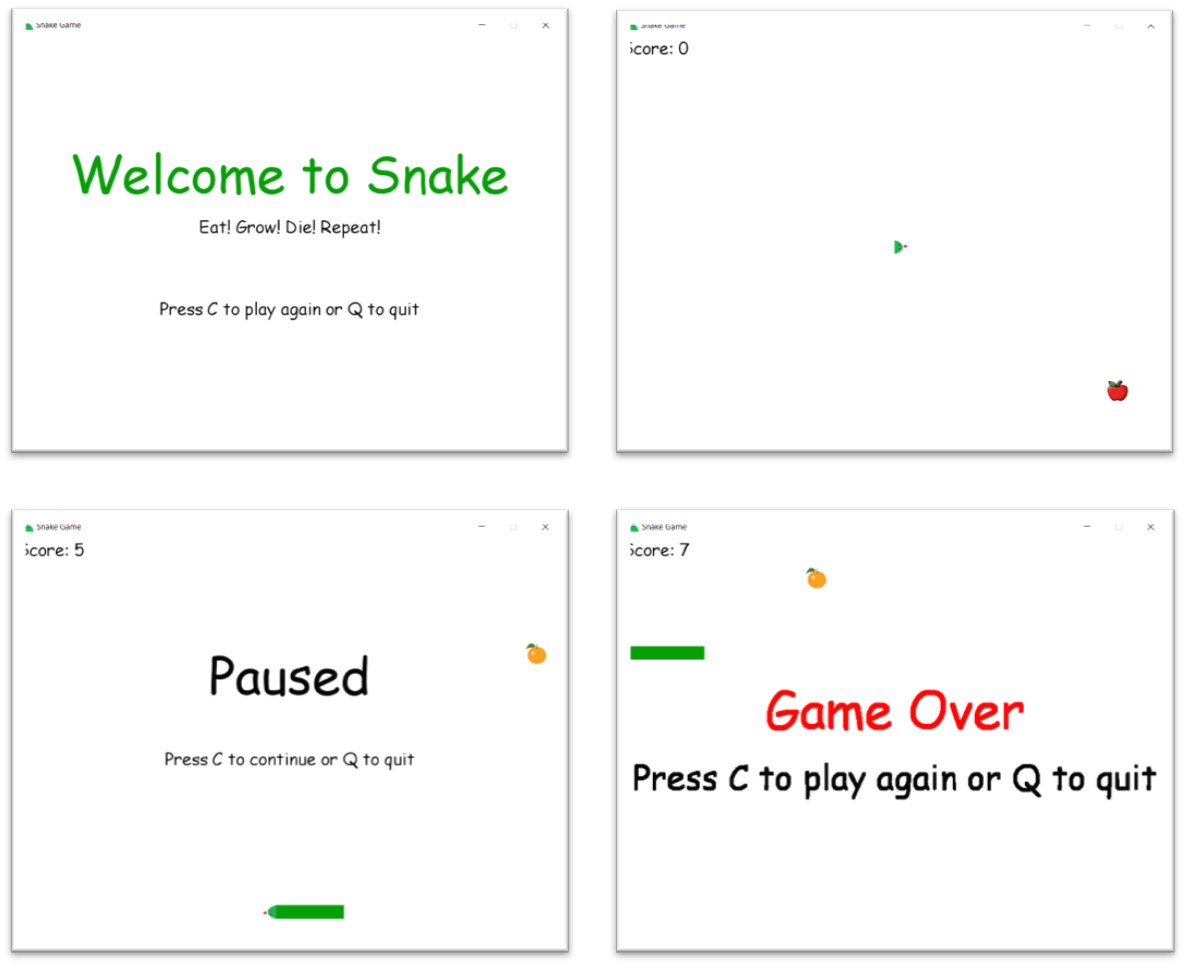 Snake Game
Welcome to Snake
Eat! Grow! Die! Repeat!
Press C to play again or Q to quit
Snake Game
Score: 0
Snake Game
Score: 5
Paused
Press C to continue or Q to quit
Snake Game
Score: 7
Game Over
Press C to play again or Q to quit